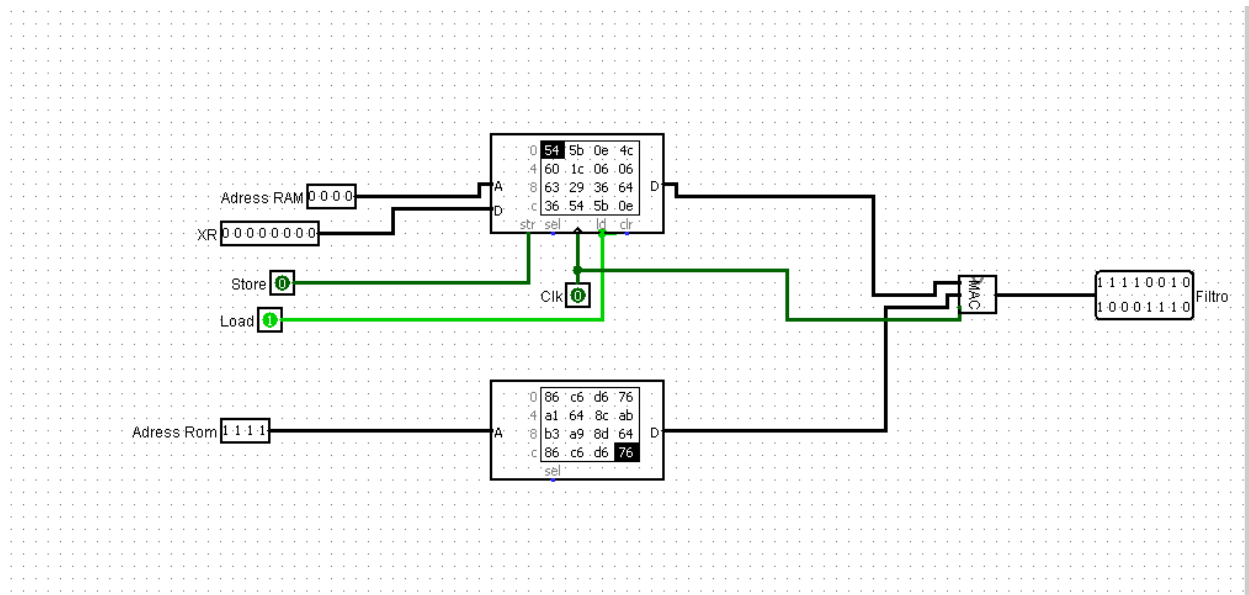 0 54 5b 0e 4c
4 60 1c 06 06
A 8 63 29 36 64 D
D c 36 54 5b 0e
str sel ld clr
Adress RAM 0 0 0 0
XR 0 0 0 0 0 0 0 0
Store 0
Clk 0
Load 1
MAC
1 1 1 1 0 0 1 0
1 0 0 0 1 1 1 0
Filtro
0 86 c6 d6 76
4 a1 64 8c ab
A 8 b3 a9 8d 64 D
c 86 c6 d6 76
sel
Adress Rom 1 1 1 1